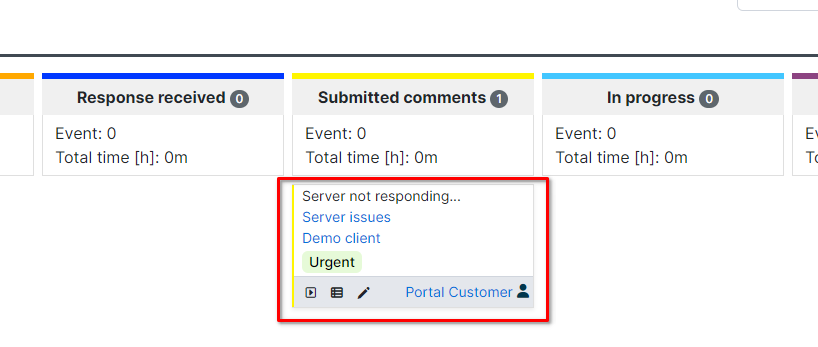 Response received 0
Event: 0
Total time [h]: 0m
Submitted comments 1
Event: 0
Total time [h]: 0m
In progress 0
Event: 0
Total time [h]: 0m
Server not responding...
Server issues
Demo client
Urgent
Portal Customer